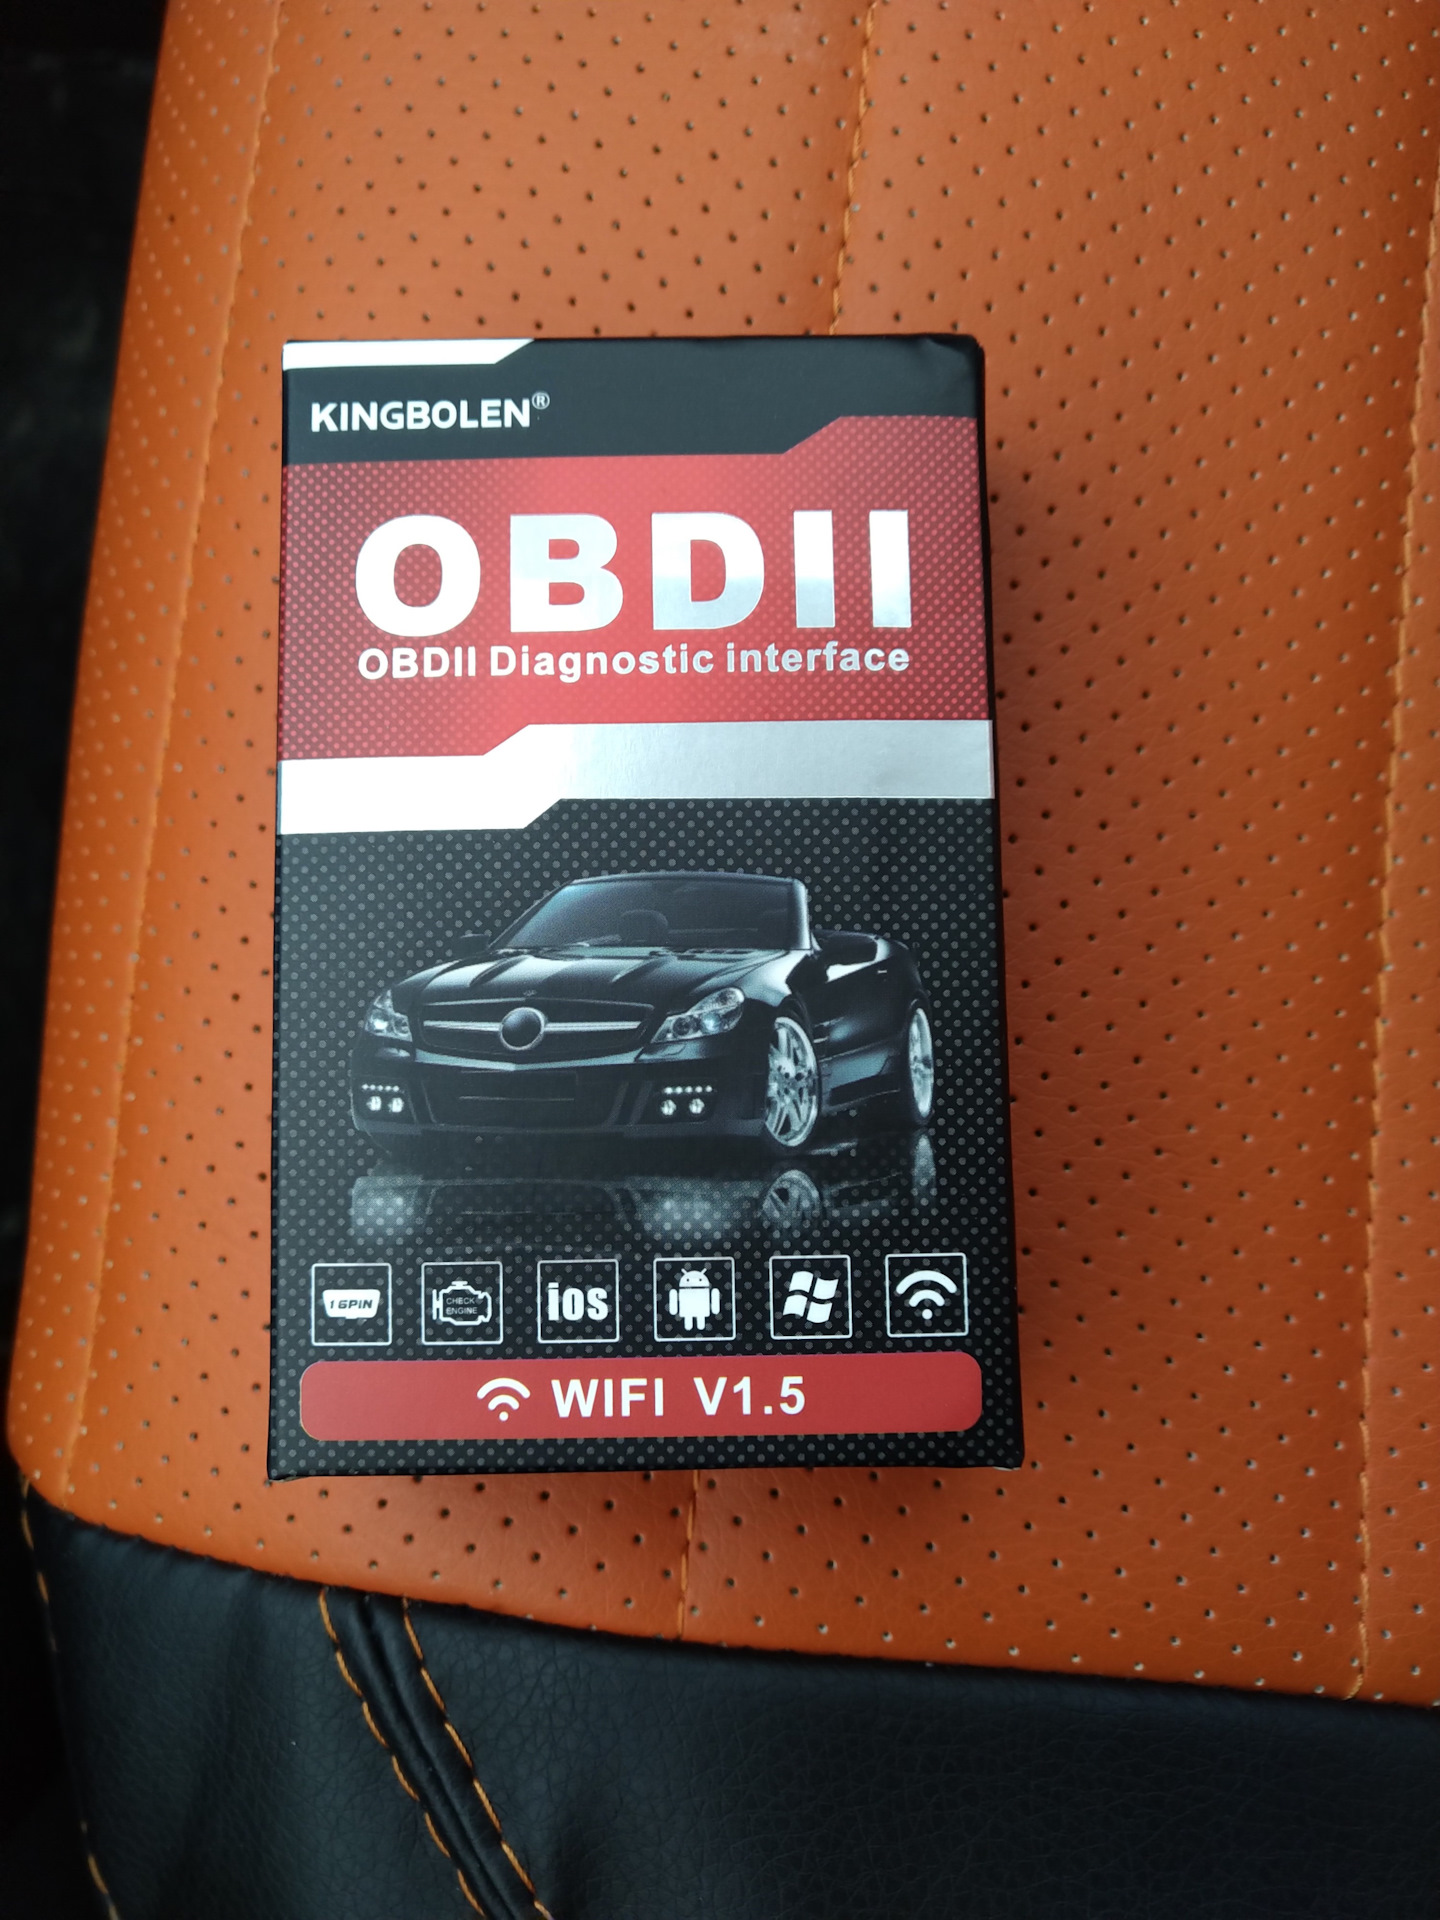 KINGBOLEN®
OBDII
OBDII Diagnostic interface
16PIN
CHECK
ENGINE
ios
WIFI V1.5